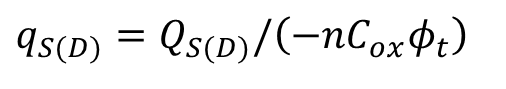 q_{S(D)} = Q_{S(D)}/(−nC_{ox}ϕ_t)